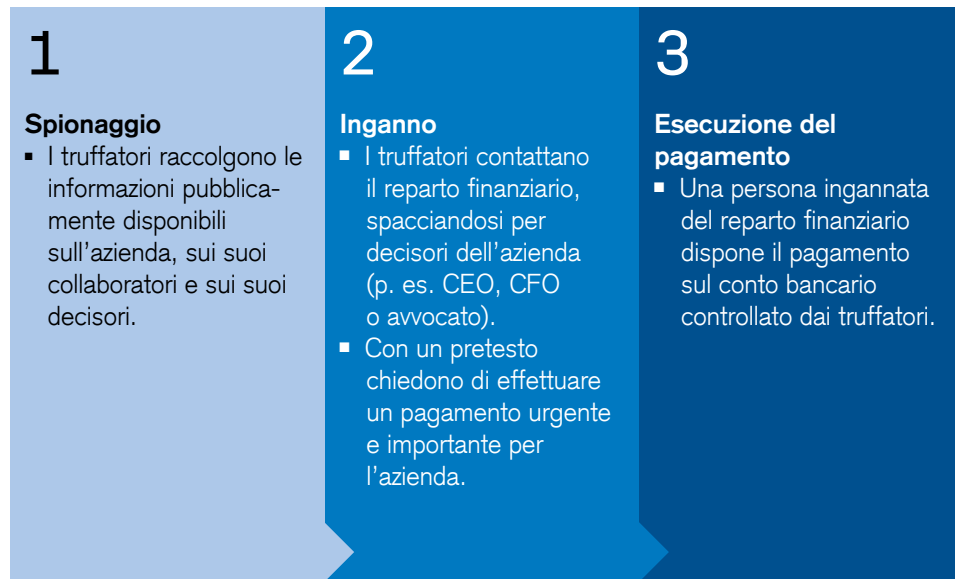 1
Spionaggio
▪ I truffatori raccolgono le
informazioni pubblica-
mente disponibili
sull'azienda, sui suoi
collaboratori e sui suoi
decisori.
2
Inganno
▪ I truffatori contattano
il reparto finanziario,
spacciandosi per
decisori dell'azienda
(p. es. CEO, CFO
o avvocato).
▪ Con un pretesto
chiedono di effettuare
un pagamento urgente
e importante per
l'azienda.
3
Esecuzione del
pagamento
▪ Una persona ingannata
del reparto finanziario
dispone il pagamento
sul conto bancario
controllato dai truffatori.